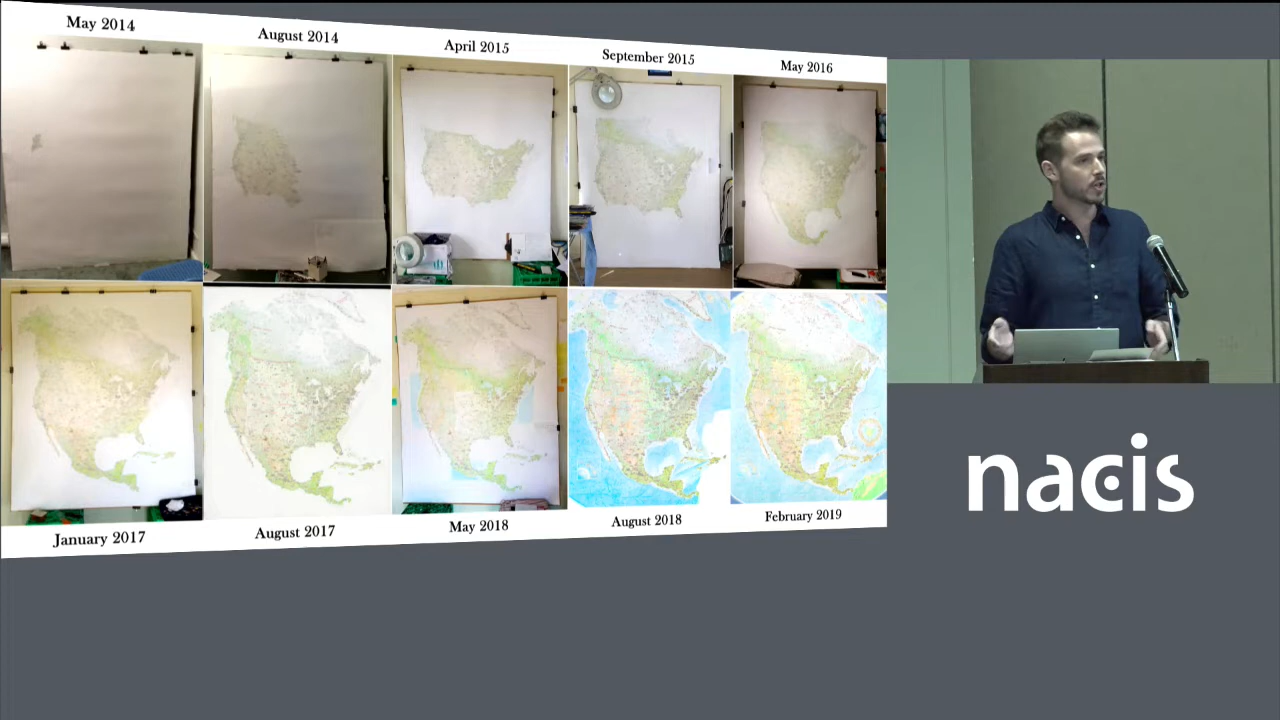 May 2014
August 2014
April 2015
September 2015
May 2016
January 2017
August 2017
May 2018
August 2018
February 2019
nacis